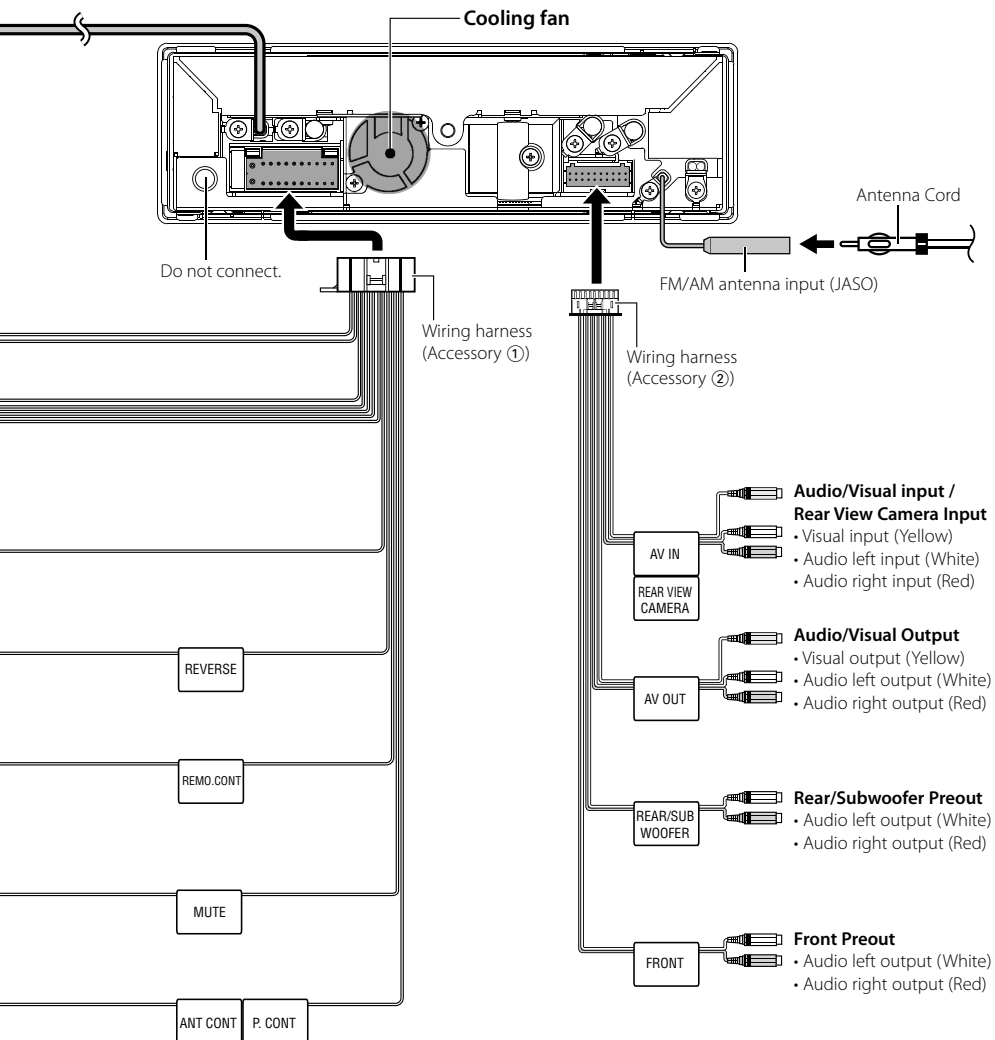 Cooling fan
Antenna Cord
Do not connect.
FM/AM antenna input (JASO)
Wiring harness
(Accessory ①)
Wiring harness
(Accessory ②)
Audio/Visual input /
Rear View Camera Input
• Visual input (Yellow)
• Audio left input (White)
• Audio right input (Red)
AV IN
REAR VIEW
CAMERA
Audio/Visual Output
• Visual output (Yellow)
• Audio left output (White)
• Audio right output (Red)
REVERSE
AV OUT
REMO.CONT
Rear/Subwoofer Preout
• Audio left output (White)
• Audio right output (Red)
REAR/SUB
WOOFER
MUTE
Front Preout
• Audio left output (White)
• Audio right output (Red)
FRONT
ANT CONT
P. CONT